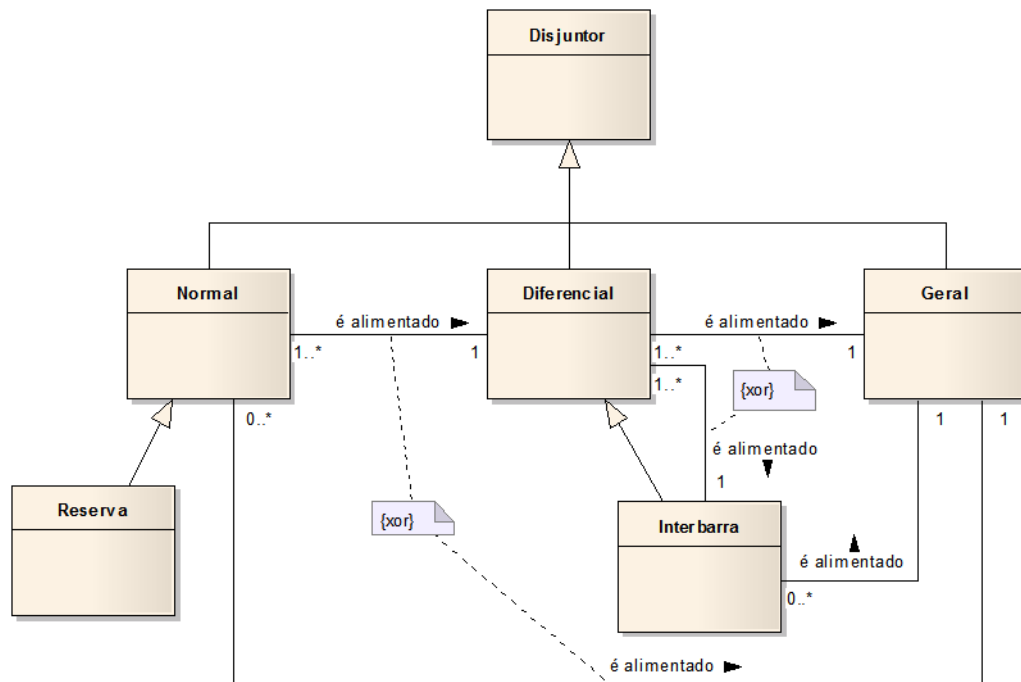 Disjuntor
Normal
Diferencial
Geral
é alimentado
é alimentado
1..*
1
1..*
1
1..*
{xor}
0..*
1
1
é alimentado
1
Reserva
{xor}
Interbarra
é alimentado
0..*
é alimentado